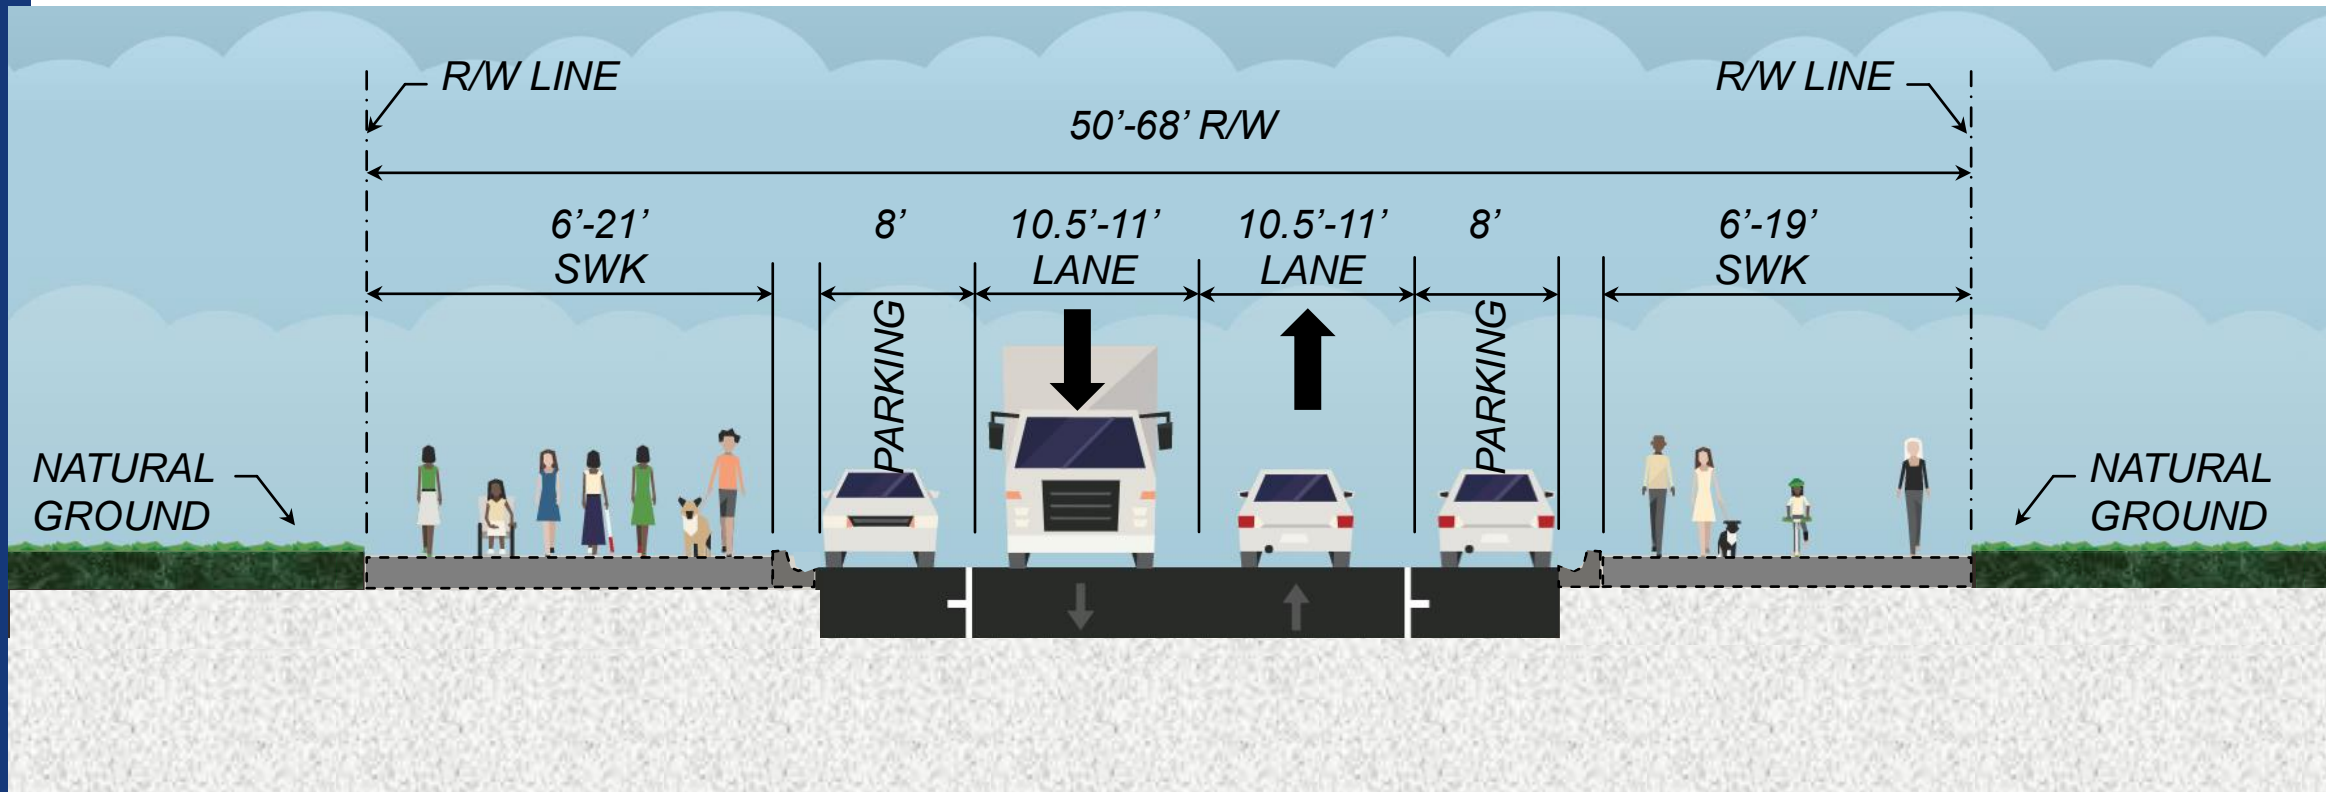 R/W LINE
R/W LINE
50’-68’ R/W
6’-21’
SWK
8’
10.5’-11’
LANE
10.5’-11’
LANE
8’
6’-19’
SWK
PARKING
PARKING
NATURAL
GROUND
NATURAL
GROUND